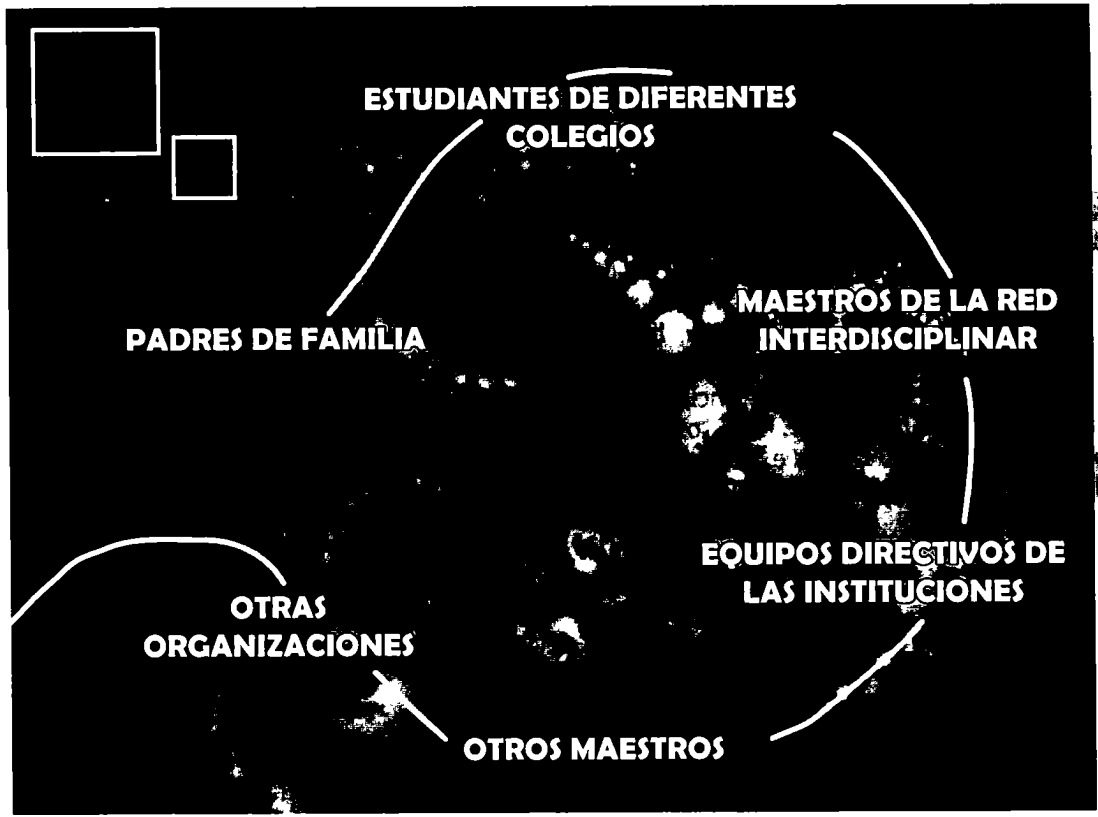 ESTUDIANTES DE DIFERENTES
COLEGIOS
MAESTROS DE LA RED
INTERDISCIPLINAR
PADRES DE FAMILIA
EQUIPOS DIRECTIVOS DE
LAS INSTITUCIONES
OTRAS
ORGANIZACIONES
OTROS MAESTROS